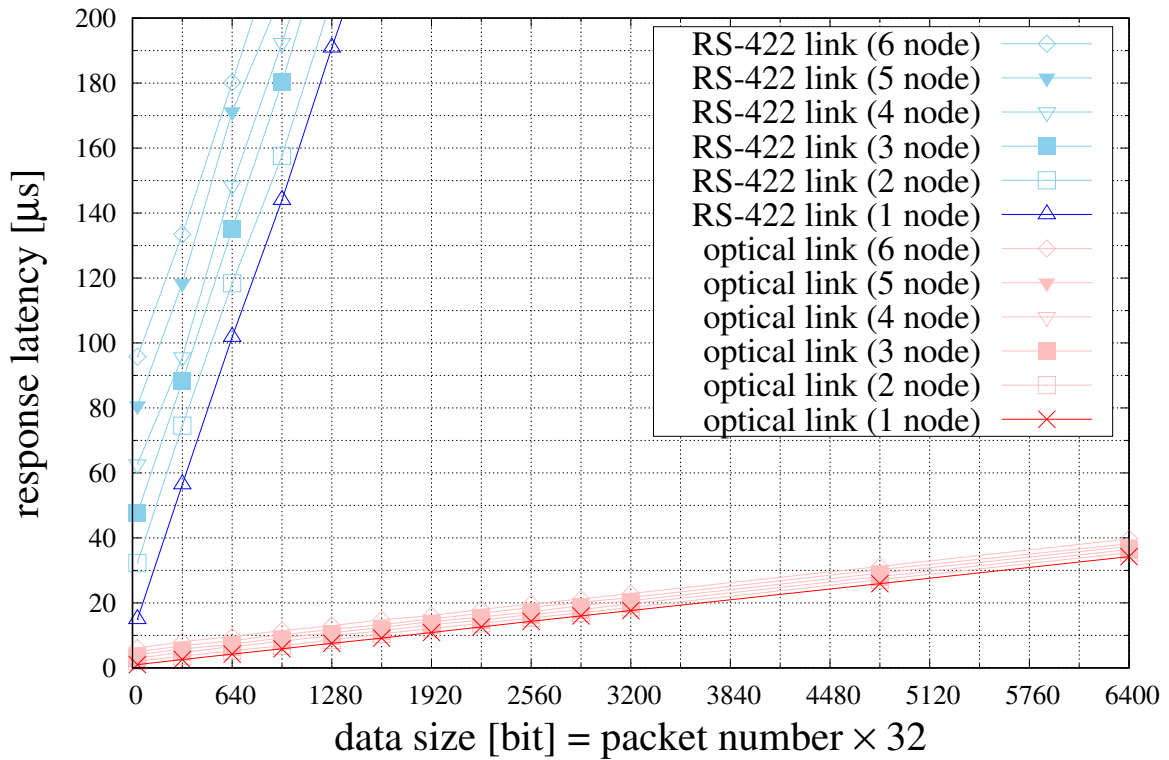 200
180
160
140
120
100
80
60
40
20
0
response latency [µs]
RS-422 link (6 node)
RS-422 link (5 node)
RS-422 link (4 node)
RS-422 link (3 node)
RS-422 link (2 node)
RS-422 link (1 node)
optical link (6 node)
optical link (5 node)
optical link (4 node)
optical link (3 node)
optical link (2 node)
optical link (1 node)
0 640 1280 1920 2560 3200 3840 4480 5120 5760 6400
data size [bit] = packet number × 32